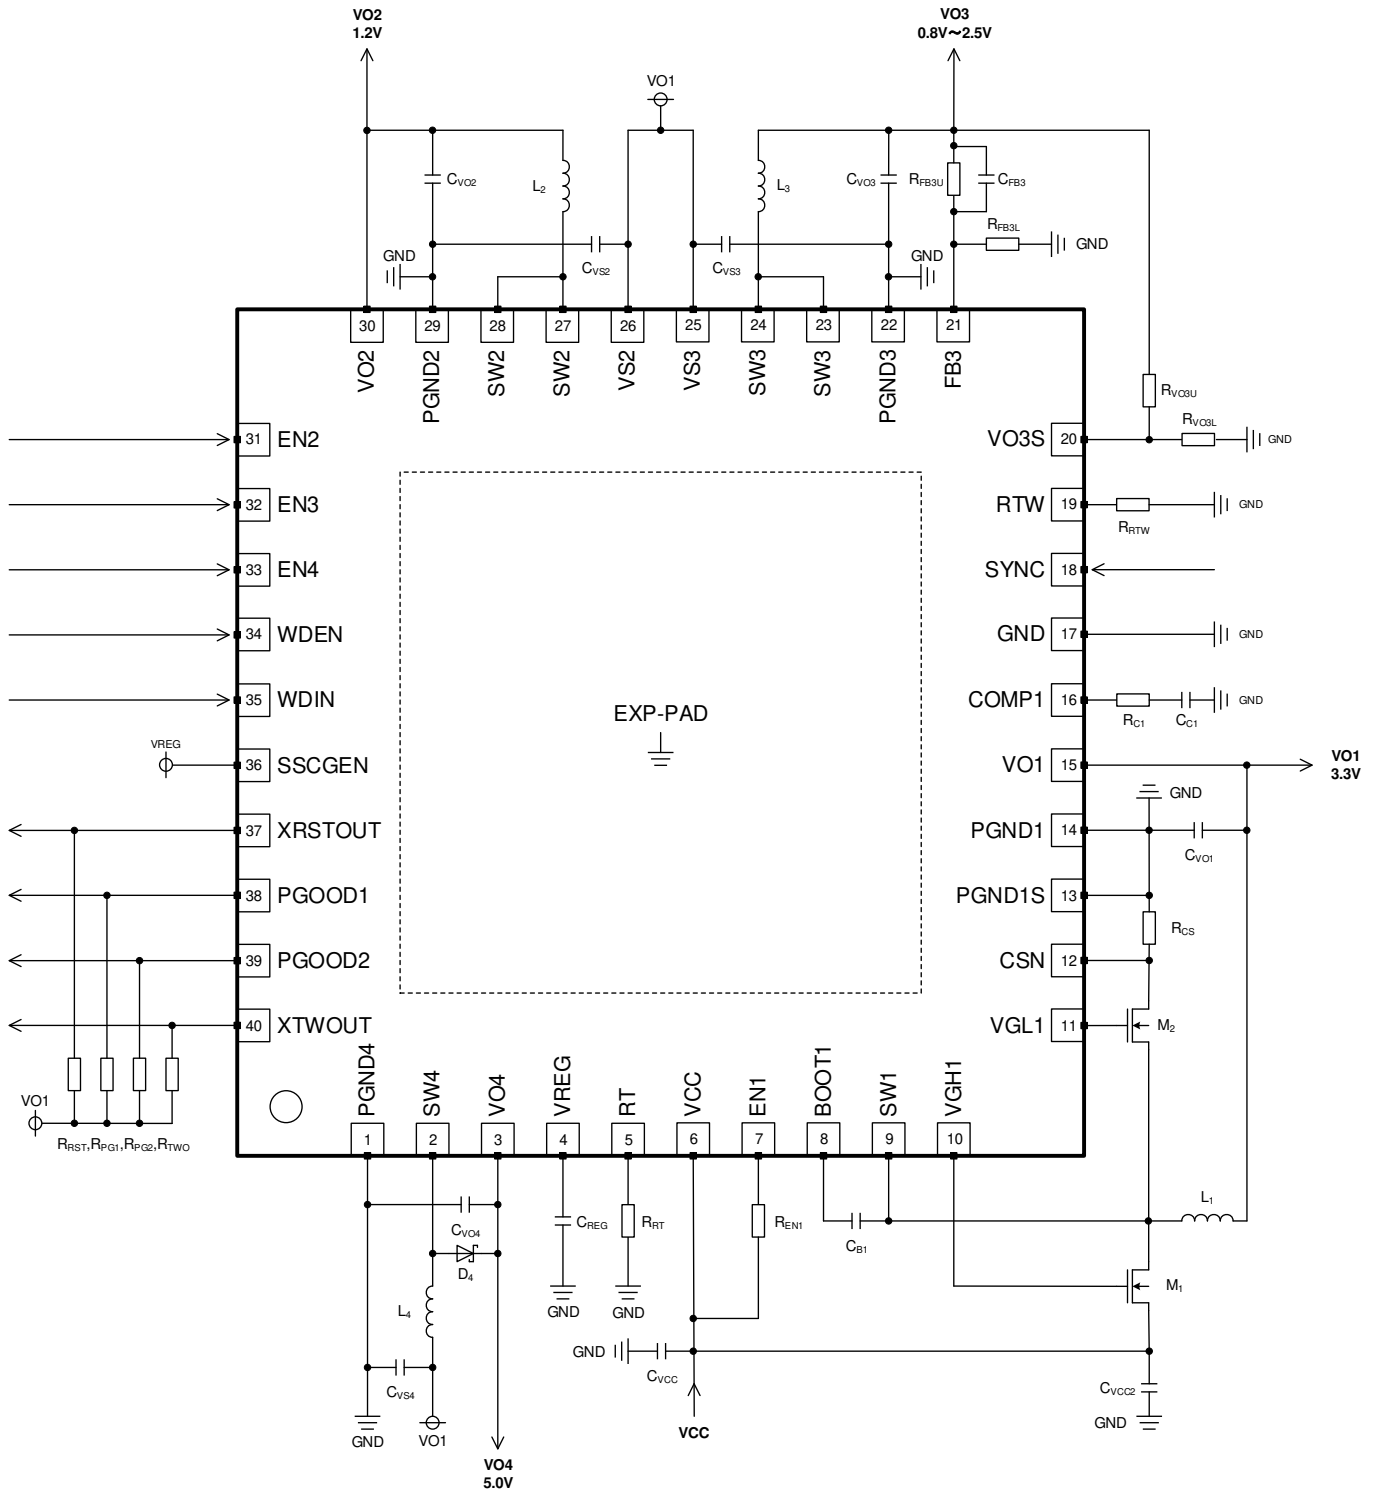 VO2
1.2V
VO3
0.8V～2.5V
VO1
CVO2
L2
L3
CVO3
RFB3U
CFB3
RFB3L
GND
GND
CVS2
CVS3
GND
GND
30
29
28
27
26
25
24
23
22
21
VO2
PGND2
SW2
SW2
VS2
VS3
SW3
SW3
PGND3
FB3
RVO3U
RVO3L
31 EN2
VO3S 20
GND
32 EN3
RTW 19
GND
RRTW
33 EN4
SYNC 18
34 WDEN
GND 17
GND
35 WDIN
COMP1 16
GND
RC1
CC1
EXP-PAD
VREG
36 SSCGEN
VO1 15
VO1
3.3V
GND
37 XRSTOUT
PGND1 14
CVO1
38 PGOOD1
PGND1S 13
RCS
39 PGOOD2
CSN 12
40 XTWOUT
VGL1 11
M2
PGND4
SW4
VO4
VREG
RT
VCC
EN1
BOOT1
SW1
VGH1
VO1
RRST,RPG1,RPG2,RTWO
1
2
3
4
5
6
7
8
9
10
L1
CVO4
CREG
RRT
REN1
CB1
D4
M1
L4
GND
GND
GND
CVCC
CVS4
CVCC2
GND
GND
VO1
VCC
VO4
5.0V